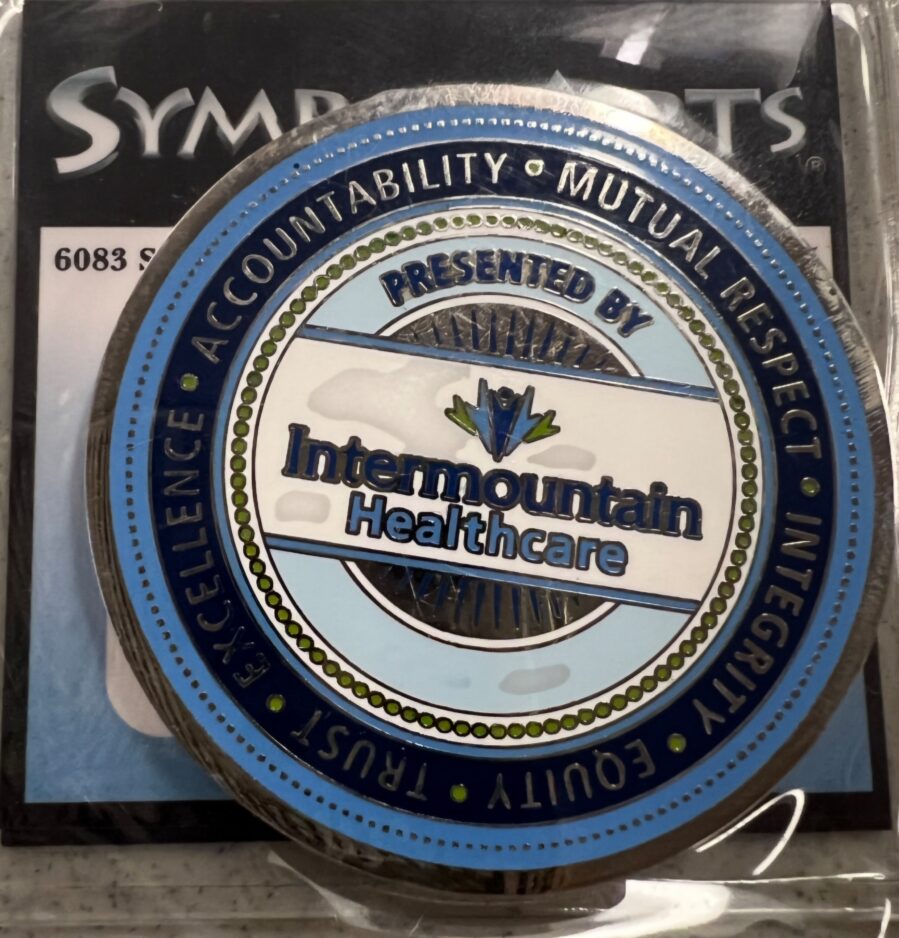 ACCOUNTABILITY • MUTUAL RESPECT • INTEGRITY • EQUITY • TRUST • EXCELLENCE •
PRESENTED BY
Intermountain
Healthcare
6083